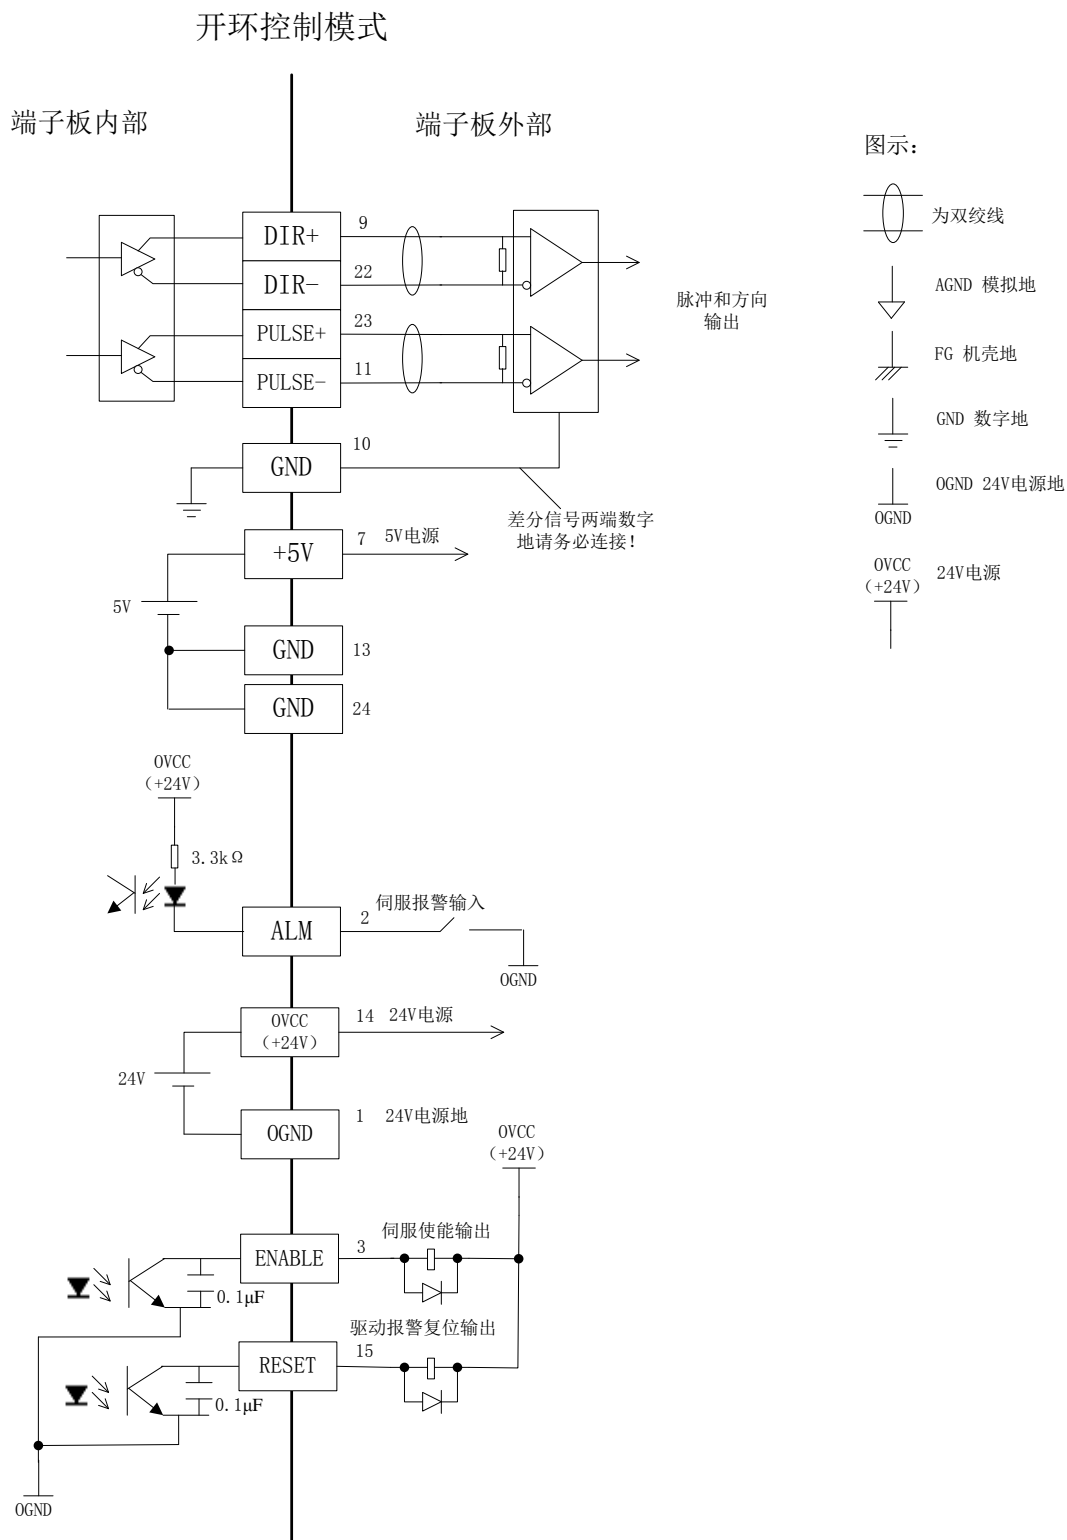 开环控制模式
端子板内部
端子板外部
图示：
为双绞线
AGND 模拟地
FG 机壳地
GND 数字地
OGND 24V电源地
OGND
OVCC
（+24V）
24V电源
DIR+
9
DIR-
22
PULSE+
23
PULSE-
11
脉冲和方向
输出
GND
10
差分信号两端数字
地请务必连接！
+5V
7
5V电源
5V
GND
13
GND
24
OVCC
（+24V）
3.3kΩ
ALM
2
伺服报警输入
OGND
OVCC
（+24V）
14
24V电源
24V
OGND
1
24V电源地
OVCC
（+24V）
ENABLE
3
伺服使能输出
0.1μF
驱动报警复位输出
RESET
15
0.1μF
OGND